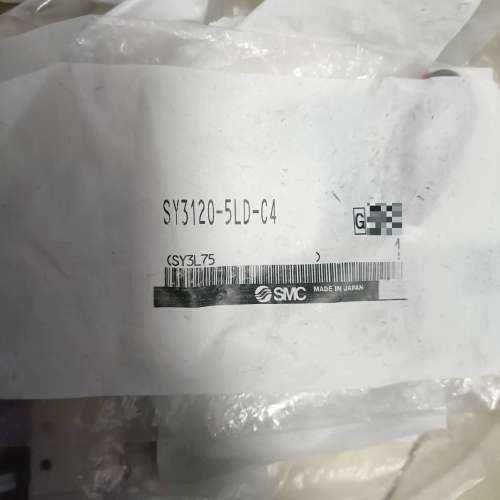 SY3120-5LD-C4
G
(SY3L75 )
1
SMC MADE IN JAPAN